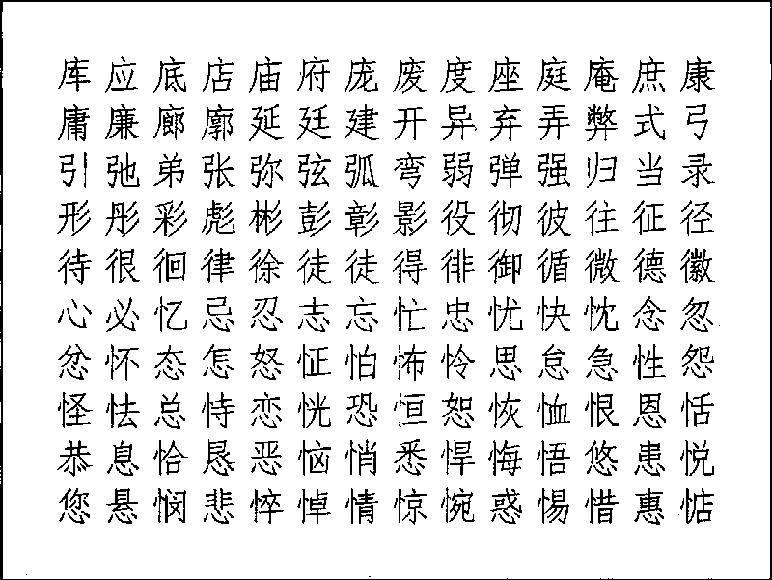 库应底店庙府庞废度座庭庵庶康
庸廉廊廓延廷建开异弃弄弊式弓
引弛弟张弥弦弧弯弱弹强归当录
形彤彩彪彬彭彰影役彻彼往征径
待很徊律徐徒徒得徘御循微德徽
心必忆忌忍志忘忙忠忧快忱念忽
忿怀态怎怒怔怕怖怜思怠急性怨
怪怯总恃恋恍恐恒恕恢恤恨恩恬
恭息恰恳恶恼悄悉悍悔悟悠患悦
您悬悯悲悴悼情惊惋惑惕惜惠惦